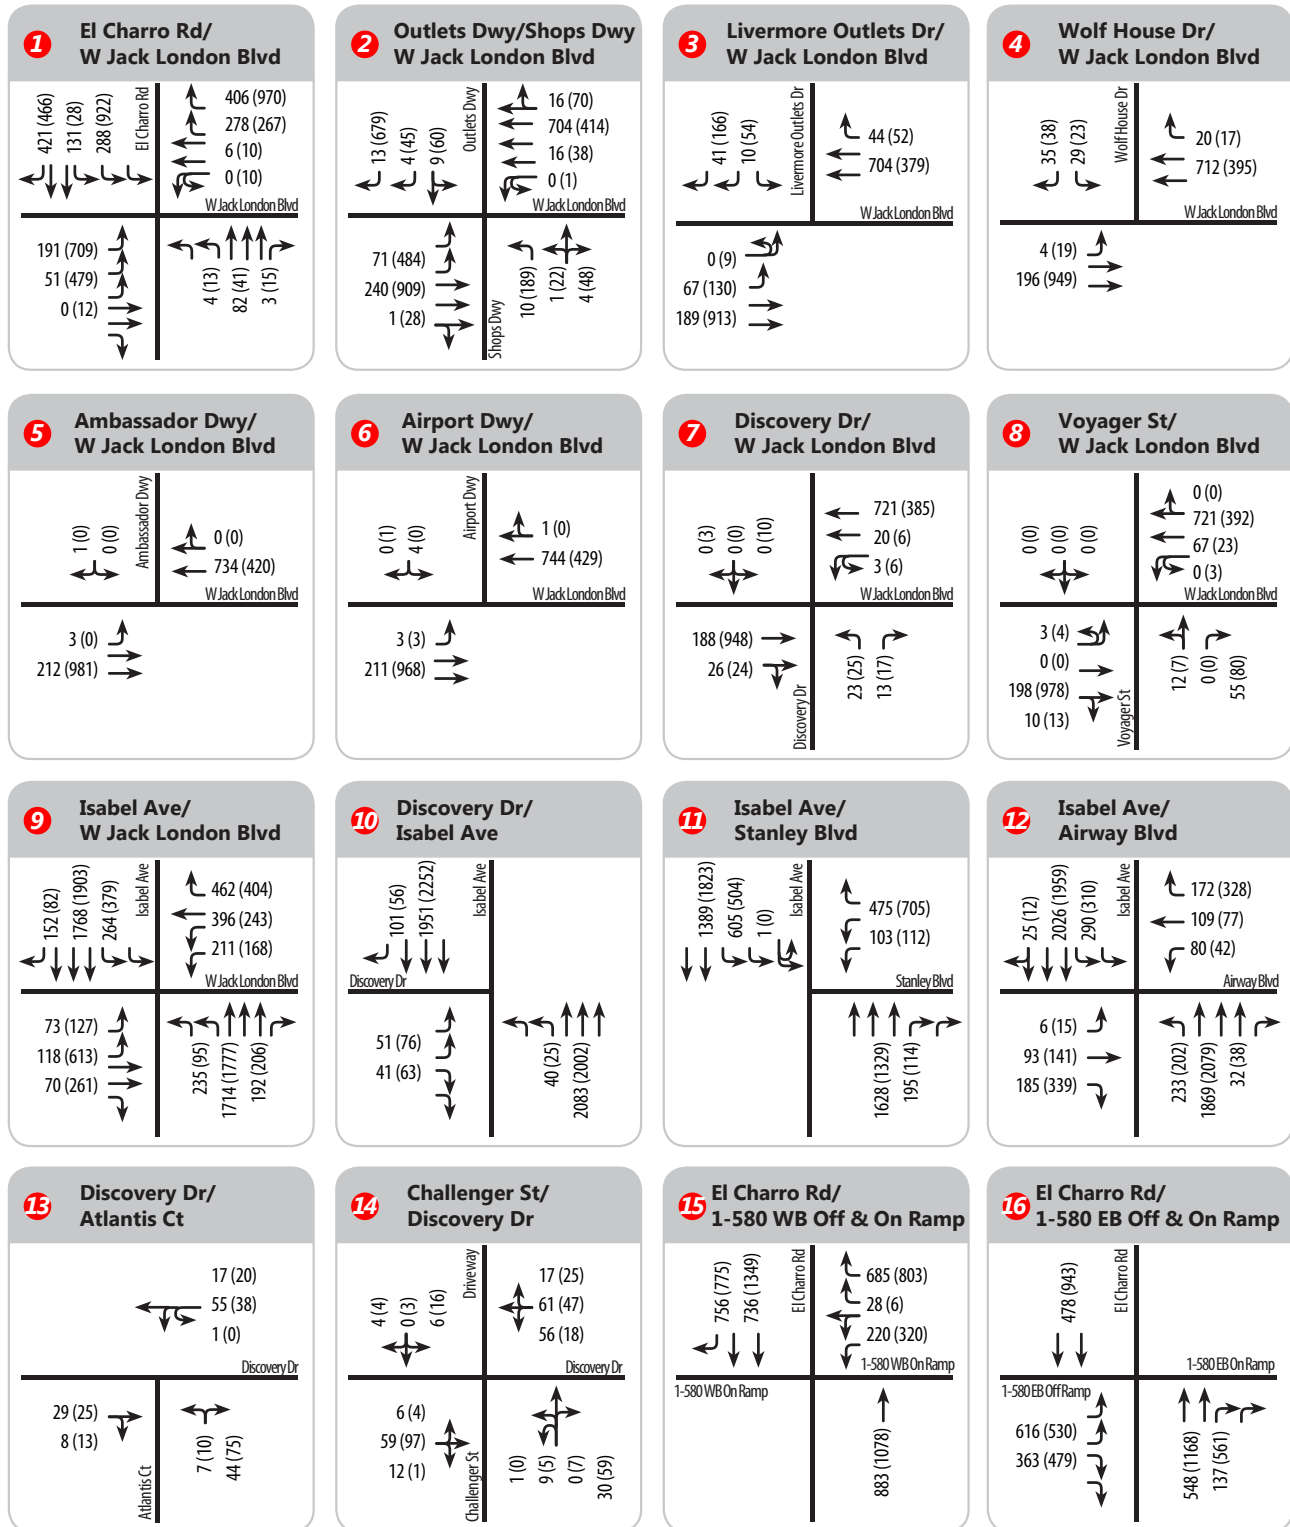 1
El Charro Rd/
W Jack London Blvd
421 (466)
131 (28)
288 (922)
El Charro Rd
406 (970)
278 (267)
6 (10)
0 (10)
W Jack London Blvd
191 (709)
51 (479)
0 (12)
4 (13)
82 (41)
3 (15)
2
Outlets Dwy/Shops Dwy
W Jack London Blvd
13 (679)
4 (45)
9 (60)
Outlets Dwy
16 (70)
704 (414)
16 (38)
0 (1)
W Jack London Blvd
71 (484)
240 (909)
1 (28)
Shops Dwy
10 (189)
1 (22)
4 (48)
3
Livermore Outlets Dr/
W Jack London Blvd
41 (166)
10 (54)
Livermore Outlets Dr
44 (52)
704 (379)
W Jack London Blvd
0 (9)
67 (130)
189 (913)
4
Wolf House Dr/
W Jack London Blvd
35 (38)
29 (23)
Wolf House Dr
20 (17)
712 (395)
W Jack London Blvd
4 (19)
196 (949)
5
Ambassador Dwy/
W Jack London Blvd
1 (0)
0 (0)
Ambassador Dwy
0 (0)
734 (420)
W Jack London Blvd
3 (0)
212 (981)
6
Airport Dwy/
W Jack London Blvd
0 (1)
4 (0)
Airport Dwy
1 (0)
744 (429)
W Jack London Blvd
3 (3)
211 (968)
7
Discovery Dr/
W Jack London Blvd
0 (3)
0 (0)
0 (10)
721 (385)
20 (6)
3 (6)
W Jack London Blvd
188 (948)
26 (24)
Discovery Dr
23 (25)
13 (17)
8
Voyager St/
W Jack London Blvd
0 (0)
0 (0)
0 (0)
0 (0)
721 (392)
67 (23)
0 (3)
W Jack London Blvd
3 (4)
0 (0)
198 (978)
10 (13)
Voyager St
12 (7)
0 (0)
55 (80)
9
Isabel Ave/
W Jack London Blvd
152 (82)
1768 (1903)
264 (379)
Isabel Ave
462 (404)
396 (243)
211 (168)
W Jack London Blvd
73 (127)
118 (613)
70 (261)
235 (95)
1714 (1777)
192 (206)
10
Discovery Dr/
Isabel Ave
101 (56)
1951 (2252)
Isabel Ave
Discovery Dr
51 (76)
41 (63)
40 (25)
2083 (2002)
11
Isabel Ave/
Stanley Blvd
1389 (1823)
605 (504)
1 (0)
Isabel Ave
475 (705)
103 (112)
Stanley Blvd
1628 (1329)
195 (114)
12
Isabel Ave/
Airway Blvd
25 (12)
2026 (1959)
290 (310)
Isabel Ave
172 (328)
109 (77)
80 (42)
Airway Blvd
6 (15)
93 (141)
185 (339)
233 (202)
1869 (2079)
32 (38)
13
Discovery Dr/
Atlantis Ct
17 (20)
55 (38)
1 (0)
Discovery Dr
29 (25)
8 (13)
Atlantis Ct
7 (10)
44 (75)
14
Challenger St/
Discovery Dr
4 (4)
0 (3)
6 (16)
Driveway
17 (25)
61 (47)
56 (18)
Discovery Dr
6 (4)
59 (97)
12 (1)
Challenger St
1 (0)
9 (5)
0 (7)
30 (59)
15
El Charro Rd/
1-580 WB Off & On Ramp
756 (775)
736 (1349)
El Charro Rd
685 (803)
28 (6)
220 (320)
1-580 WB On Ramp
1-580 WB On Ramp
883 (1078)
16
El Charro Rd/
1-580 EB Off & On Ramp
478 (943)
El Charro Rd
1-580 EB On Ramp
1-580 EB Off Ramp
616 (530)
363 (479)
548 (1168)
137 (561)